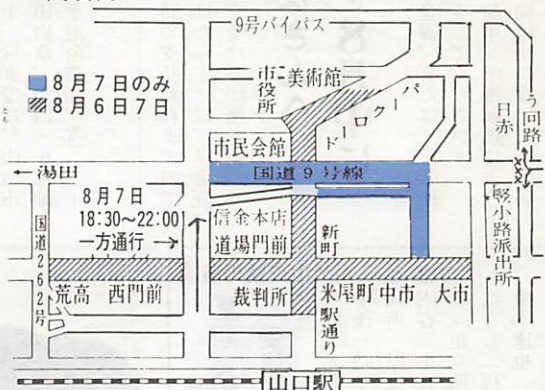 9号バイパス
8月7日のみ
8月6日7日
市役所
美術館
パークロード
日赤
う回路
市民会館
国道9号線
←湯田
8月7日
18:30〜22:00
一方通行→
国道262号
信金本店
道場門前
新町
竪小路派出所
荒高
西門前
裁判所
米屋町
中市
大市
駅通り
山口駅